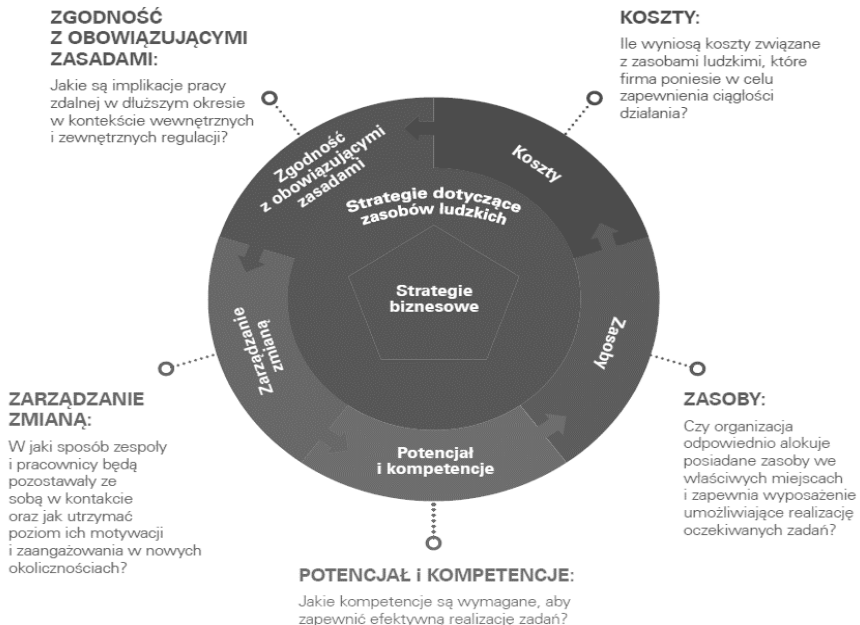 ZGODNOŚĆ
Z OBOWIĄZUJĄCYMI
ZASADAMI:
Jakie są implikacje pracy
zdalnej w dłuższym okresie
w kontekście wewnętrznych
i zewnętrznych regulacji?
KOSZTY:
Ile wyniosą koszty związane
z zasobami ludzkimi, które
firma poniesie w celu
zapewnienia ciągłości
działania?
Zgodność
z obowiązującymi
zasadami
Koszty
Strategie dotyczące
zasobów ludzkich
Strategie
biznesowe
Zarządzanie
zmianą
Zasoby
Potencjał
i kompetencje
ZARZĄDZANIE
ZMIANĄ:
W jaki sposób zespoły
i pracownicy będą
pozostawały ze
sobą w kontakcie
oraz jak utrzymać
poziom ich motywacji
i zaangażowania w nowych
okolicznościach?
ZASOBY:
Czy organizacja
odpowiednio alokuje
posiadane zasoby we
właściwych miejscach
i zapewnia wyposażenie
umożliwiające realizację
oczekiwanych zadań?
POTENCJAŁ i KOMPETENCJE:
Jakie kompetencje są wymagane, aby
zapewnić efektywną realizację zadań?